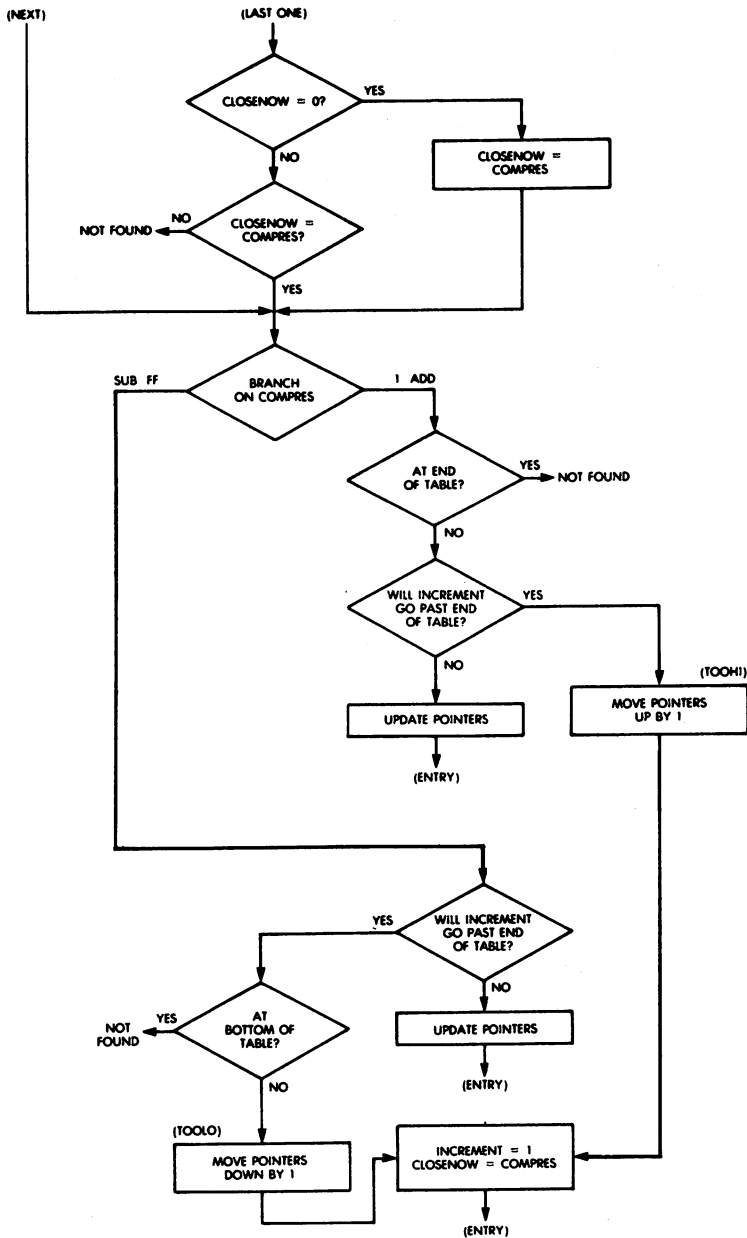 (NEXT)
(LAST ONE)
CLOSENOW = 0?
YES
CLOSENOW =
COMPRES
NO
CLOSENOW =
COMPRES?
NO
NOT FOUND
YES
BRANCH
ON COMPRES
SUB FF
1 ADD
AT END
OF TABLE?
YES
NOT FOUND
NO
WILL INCREMENT
GO PAST END
OF TABLE?
YES
NO
(TOOHI)
MOVE POINTERS
UP BY 1
UPDATE POINTERS
(ENTRY)
WILL INCREMENT
GO PAST END
OF TABLE?
YES
NO
AT
BOTTOM OF
TABLE?
YES
NOT
FOUND
UPDATE POINTERS
(ENTRY)
NO
(TOOLO)
MOVE POINTERS
DOWN BY 1
INCREMENT = 1
CLOSENOW = COMPRES
(ENTRY)